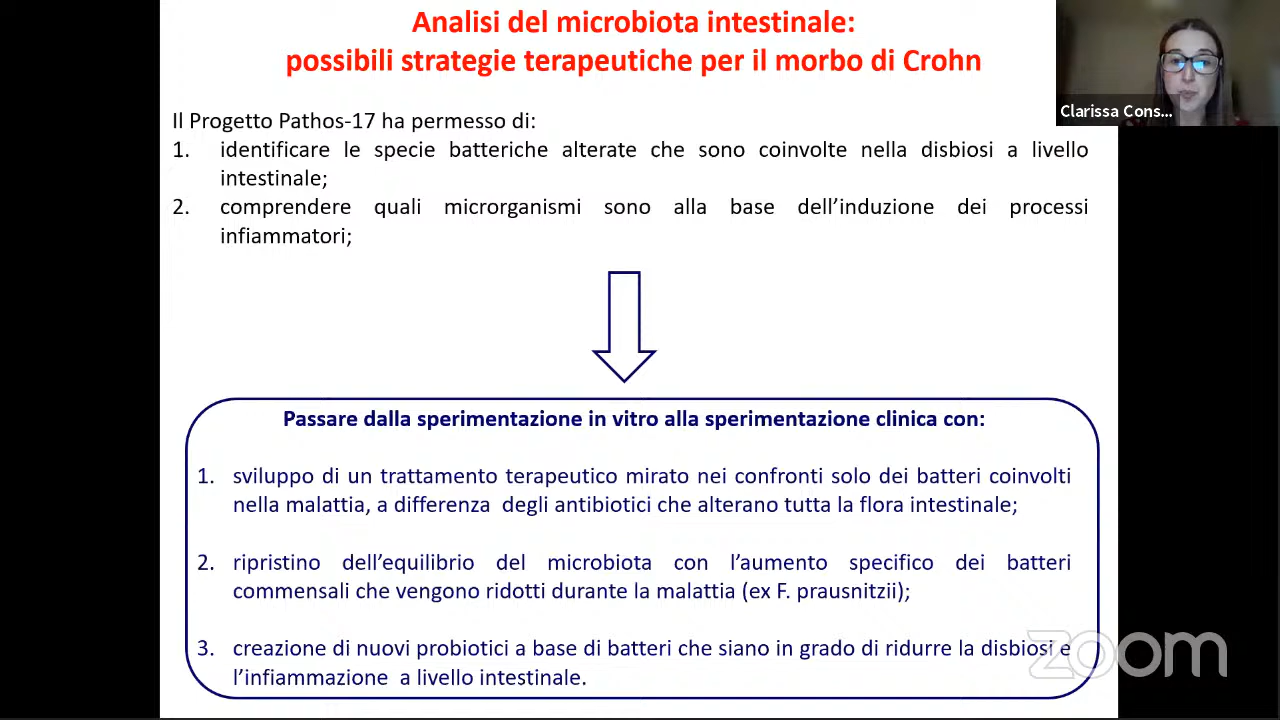 Analisi del microbiota intestinale:
possibili strategie terapeutiche per il morbo di Crohn
Clarissa Cons...
Il Progetto Pathos-17 ha permesso di:
1. identificare le specie batteriche alterate che sono coinvolte nella disbiosi a livello
intestinale;
2. comprendere quali microrganismi sono alla base dell'induzione dei processi
infiammatori;
Passare dalla sperimentazione in vitro alla sperimentazione clinica con:
1. sviluppo di un trattamento terapeutico mirato nei confronti solo dei batteri coinvolti
nella malattia, a differenza degli antibiotici che alterano tutta la flora intestinale;
2. ripristino dell'equilibrio del microbiota con l'aumento specifico dei batteri
commensali che vengono ridotti durante la malattia (ex F. prausnitzii);
3. creazione di nuovi probiotici a base di batteri che siano in grado di ridurre la disbiosi e
l'infiammazione a livello intestinale.
zoom